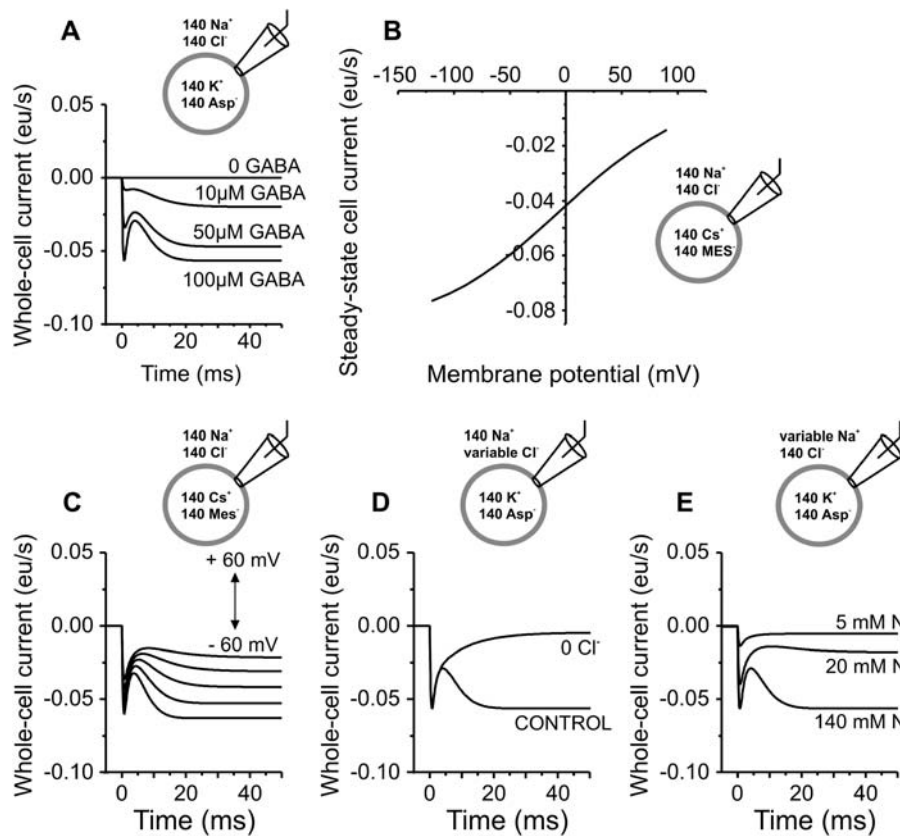 A
140 Na⁺
140 Cl⁻
140 K⁺
140 Asp⁻
Whole-cell current (eu/s)
0.05
0.00
-0.05
-0.10
0 GABA
10µM GABA
50µM GABA
100µM GABA
0 20 40
Time (ms)
B
-150 -100 -50 0 50 100
Steady-state cell current (eu/s)
-0.02
-0.04
-0.06
-0.08
140 Na⁺
140 Cl⁻
140 Cs⁺
140 MES⁻
Membrane potential (mV)
C
140 Na⁺
140 Cl⁻
140 Cs⁺
140 Mes⁻
Whole-cell current (eu/s)
0.05
0.00
-0.05
-0.10
+ 60 mV
- 60 mV
0 20 40
Time (ms)
D
140 Na⁺
variable Cl⁻
140 K⁺
140 Asp⁻
Whole-cell current (eu/s)
0.05
0.00
-0.05
-0.10
0 Cl⁻
CONTROL
0 20 40
Time (ms)
E
variable Na⁺
140 Cl⁻
140 K⁺
140 Asp⁻
Whole-cell current (eu/s)
0.05
0.00
-0.05
-0.10
5 mM N
20 mM N
140 mM N
0 20 40
Time (ms)